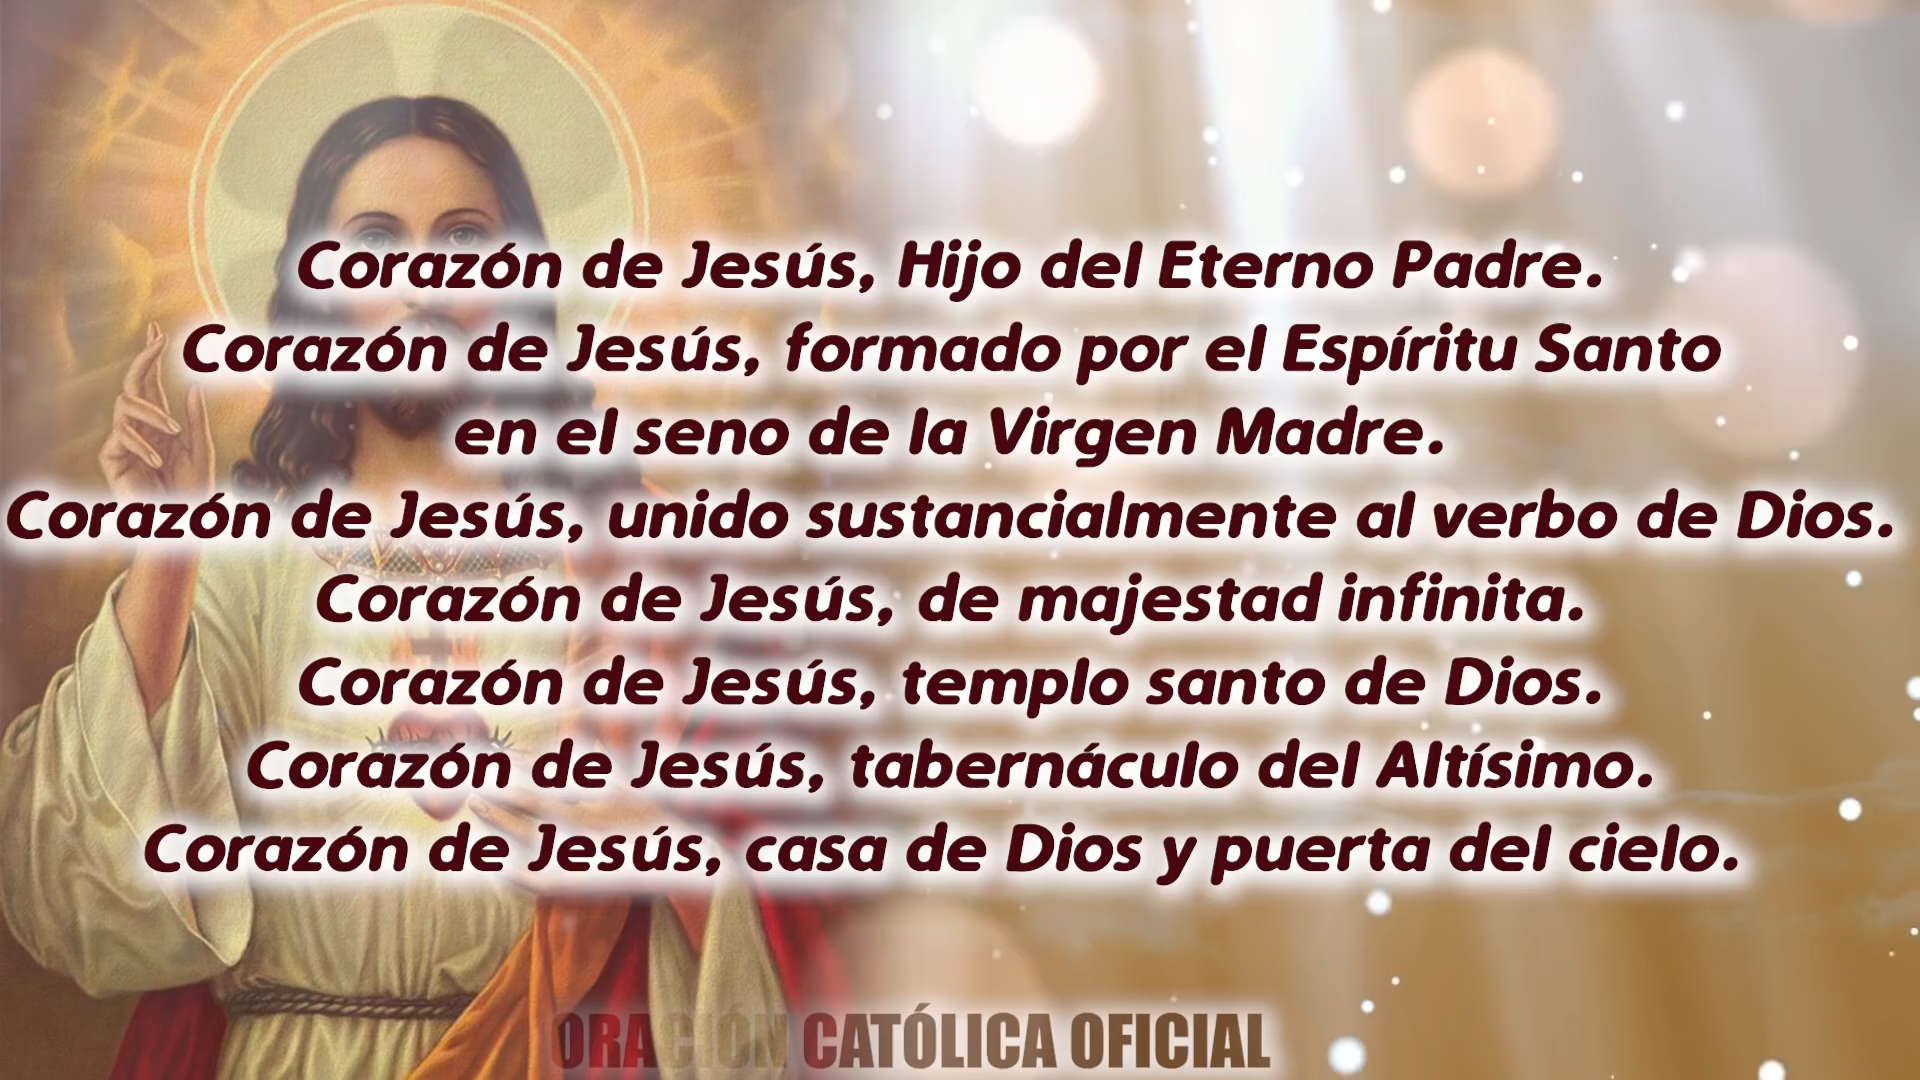 Corazón de Jesús, Hijo del Eterno Padre.
Corazón de Jesús, formado por el Espíritu Santo
en el seno de la Virgen Madre.
Corazón de Jesús, unido sustancialmente al verbo de Dios.
Corazón de Jesús, de majestad infinita.
Corazón de Jesús, templo santo de Dios.
Corazón de Jesús, tabernáculo del Altísimo.
Corazón de Jesús, casa de Dios y puerta del cielo.
ORACIÓN CATÓLICA OFICIAL